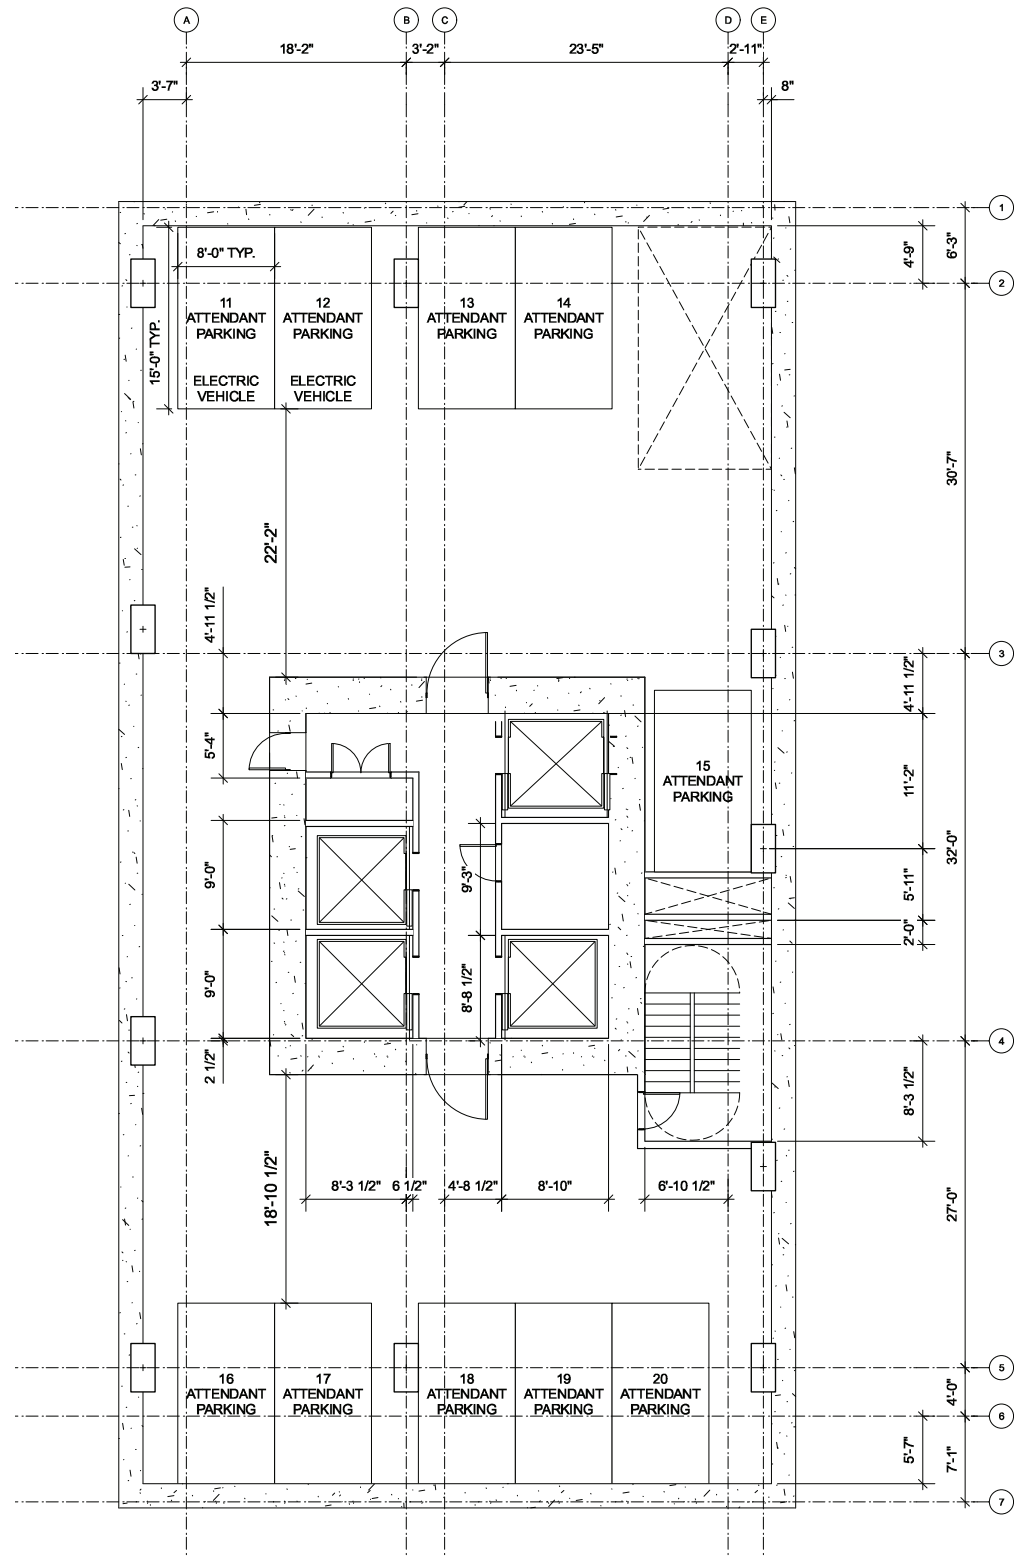 A
B
C
D
E
18'-2"
3'-2"
23'-5"
2'-11"
3'-7"
8"
1
4'-9"
6'-3"
2
8'-0" TYP.
15'-0" TYP.
11
ATTENDANT
PARKING
ELECTRIC
VEHICLE
12
ATTENDANT
PARKING
ELECTRIC
VEHICLE
13
ATTENDANT
PARKING
14
ATTENDANT
PARKING
30'-7"
22'-2"
4'-11 1/2"
3
4'-11 1/2"
5'-4"
15
ATTENDANT
PARKING
11'-2"
32'-0"
9'-0"
9'-3"
5'-11"
2'-0"
9'-0"
8'-8 1/2"
4
2 1/2"
8'-3 1/2"
18'-10 1/2"
8'-3 1/2"
6 1/2"
4'-8 1/2"
8'-10"
6'-10 1/2"
27'-0"
16
ATTENDANT
PARKING
17
ATTENDANT
PARKING
18
ATTENDANT
PARKING
19
ATTENDANT
PARKING
20
ATTENDANT
PARKING
5
4'-0"
6
5'-7"
7'-1"
7